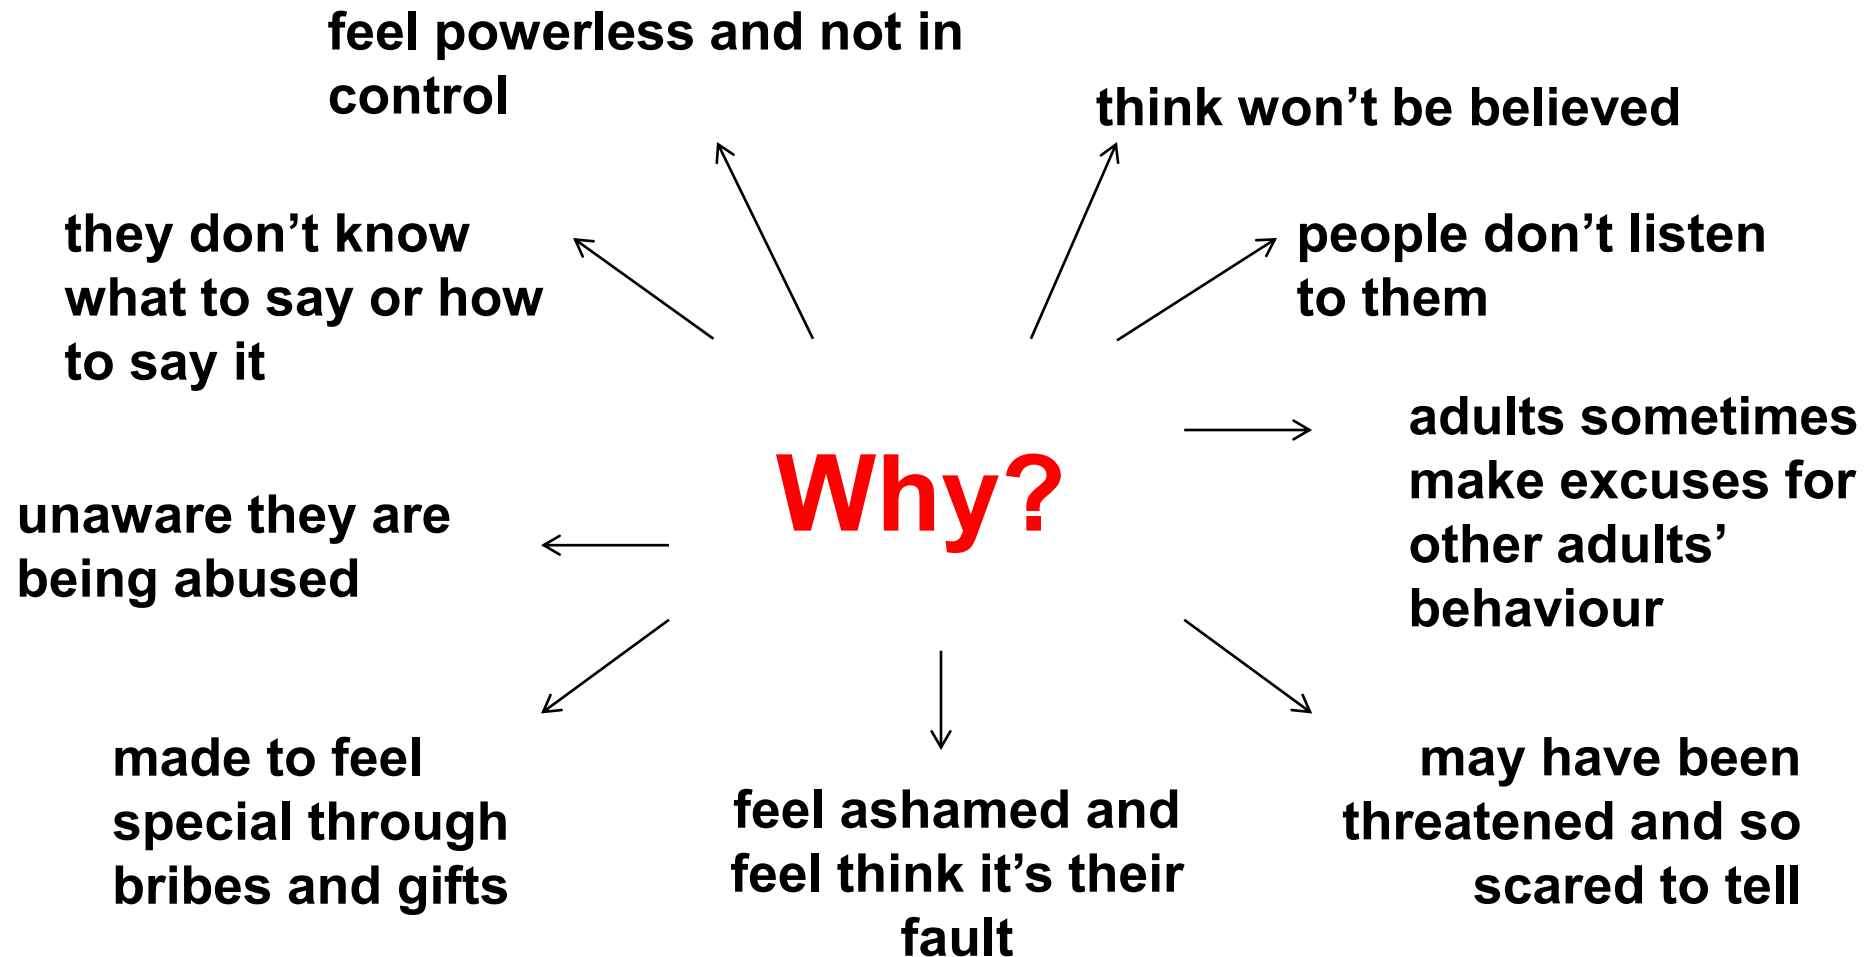 feel powerless and not in
control
think won’t be believed
they don’t know
what to say or how
to say it
people don’t listen
to them
adults sometimes
make excuses for
other adults’
behaviour
Why?
unaware they are
being abused
made to feel
special through
bribes and gifts
feel ashamed and
feel think it’s their
fault
may have been
threatened and so
scared to tell